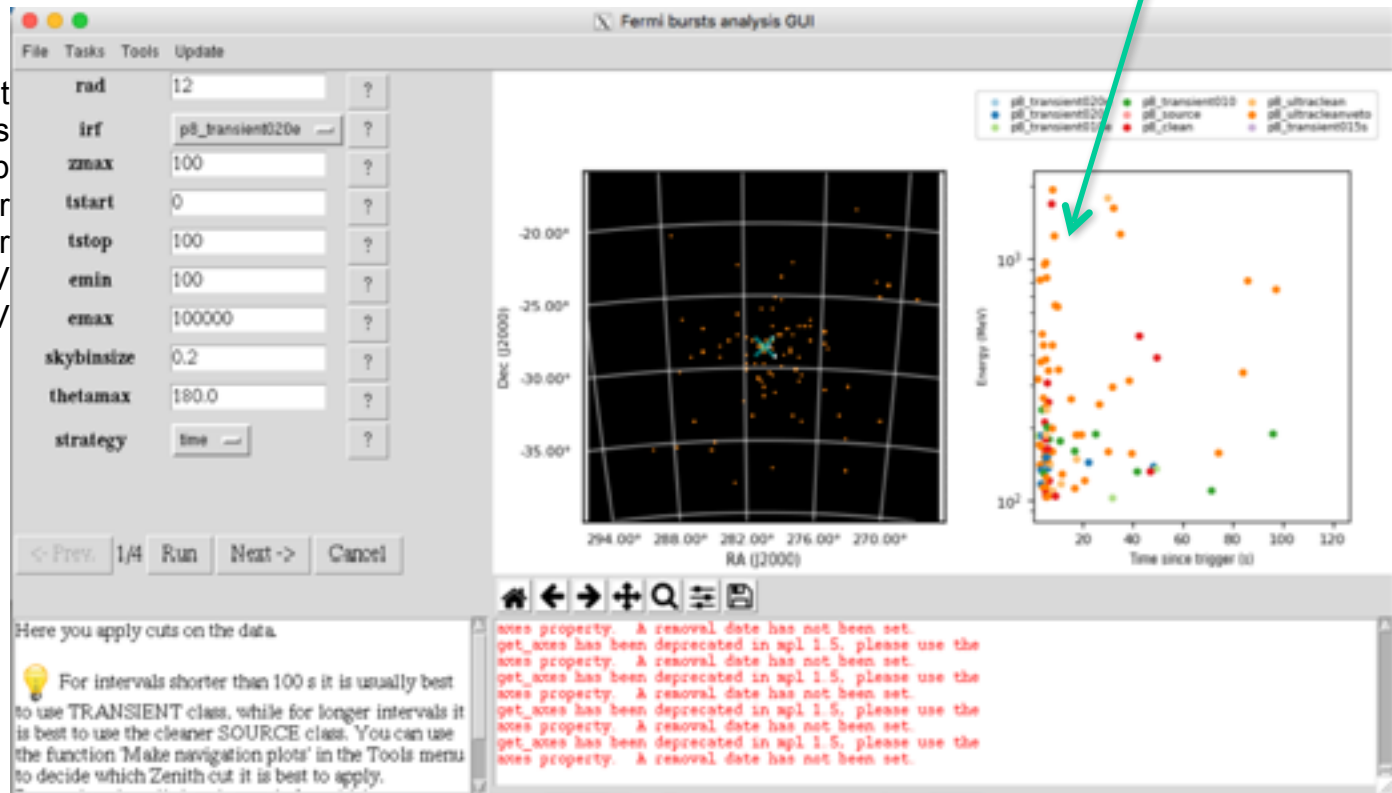 Fermi bursts analysis GUI
File Tasks Tools Update
rad 12 ?
irf p8_transient020e ?
zmax 100 ?
tstart 0 ?
tstop 100 ?
emin 100 ?
emax 100000 ?
skybinsize 0.2 ?
thetamax 180.0 ?
strategy time ?
<- Prev. 1/4 Run Next -> Cancel
Here you apply cuts on the data.
For intervals shorter than 100 s it is usually best
to use TRANSIENT class, while for longer intervals it
is best to use the cleaner SOURCE class. You can use
the function 'Make navigation plots' in the Tools menu
to decide which Zenith cut it is best to apply.
p8_transient020e p8_transient010 p8_ultraclean
p8_transient020 p8_source p8_ultracleanveto
p8_transient010e p8_clean p8_transient015s
-20.00°
-25.00°
-30.00°
-35.00°
Dec (J2000)
294.00° 288.00° 282.00° 276.00° 270.00°
RA (J2000)
10³
10²
Energy (MeV)
20 40 60 80 100 120
Time since trigger (s)
axes property. A removal date has not been set.
get_axes has been deprecated in mpl 1.5, please use the
axes property. A removal date has not been set.
get_axes has been deprecated in mpl 1.5, please use the
axes property. A removal date has not been set.
get_axes has been deprecated in mpl 1.5, please use the
axes property. A removal date has not been set.
get_axes has been deprecated in mpl 1.5, please use the
axes property. A removal date has not been set.